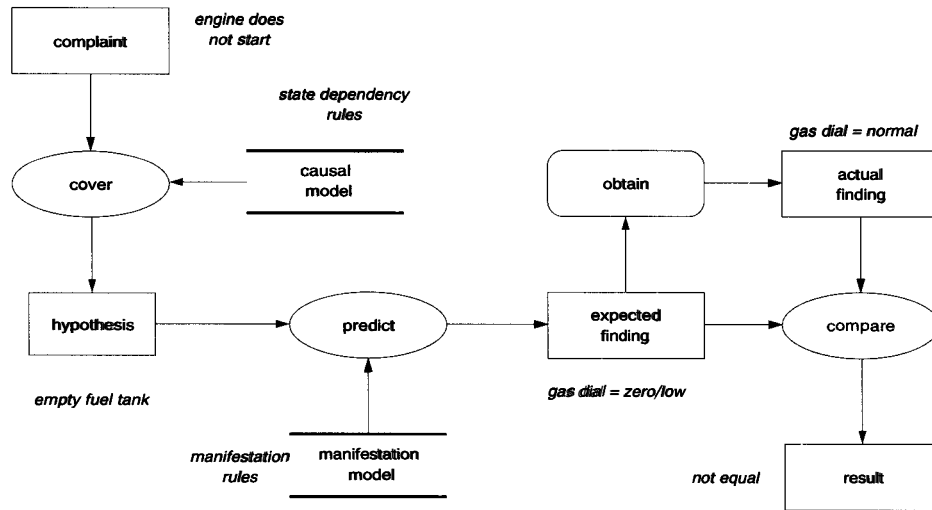 engine does
not start
complaint
state dependency
rules
gas dial = normal
cover
causal
model
obtain
actual
finding
hypothesis
predict
expected
finding
compare
empty fuel tank
gas dial = zero/low
manifestation
rules
manifestation
model
not equal
result